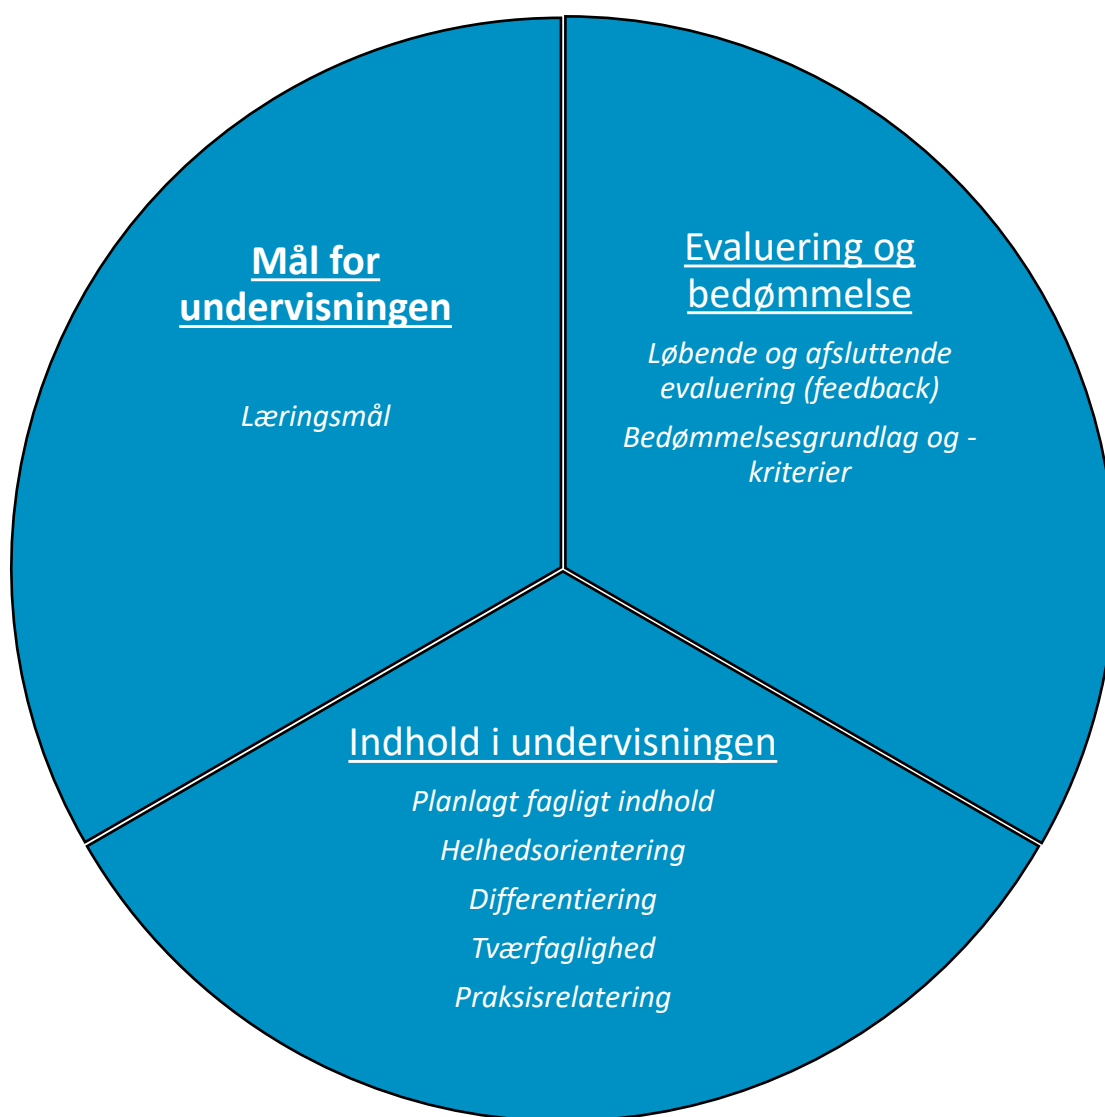 Mål for
undervisningen
Læringsmål
Evaluering og
bedømmelse
Løbende og afsluttende
evaluering (feedback)
Bedømmelsesgrundlag og -
kriterier
Indhold i undervisningen
Planlagt fagligt indhold
Helhedsorientering
Differentiering
Tværfaglighed
Praksisrelatering